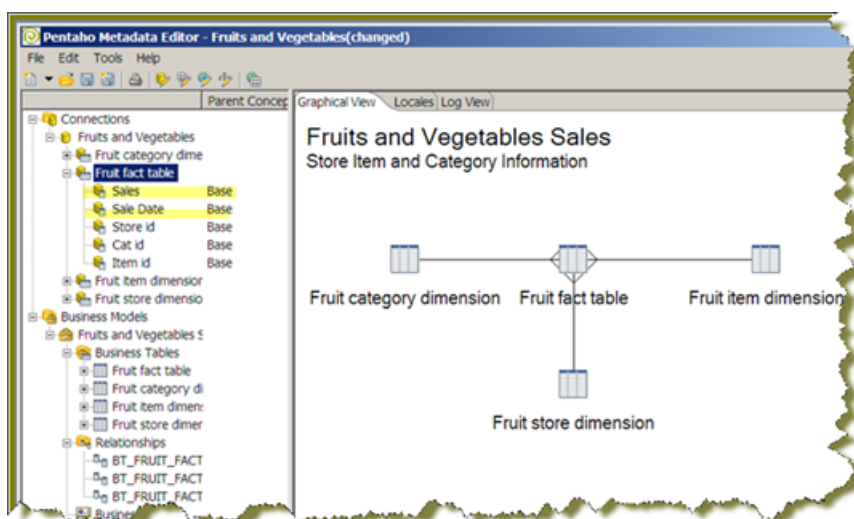 Pentaho Metadata Editor - Fruits and Vegetables(changed)
File Edit Tools Help
Parent Concep
Graphical View Locales Log View
Connections
Fruits and Vegetables
Fruit category dime
Fruit fact table
Sales Base
Sale Date Base
Store id Base
Cat id Base
Item id Base
Fruit item dimension
Fruit store dimensio
Business Models
Fruits and Vegetables S
Business Tables
Fruit fact table
Fruit category di
Fruit item dimen
Fruit store dimer
Relationships
BT_FRUIT_FACT
BT_FRUIT_FACT
BT_FRUIT_FACT
Busines
Fruits and Vegetables Sales
Store Item and Category Information
Fruit category dimension Fruit fact table Fruit item dimension
Fruit store dimension